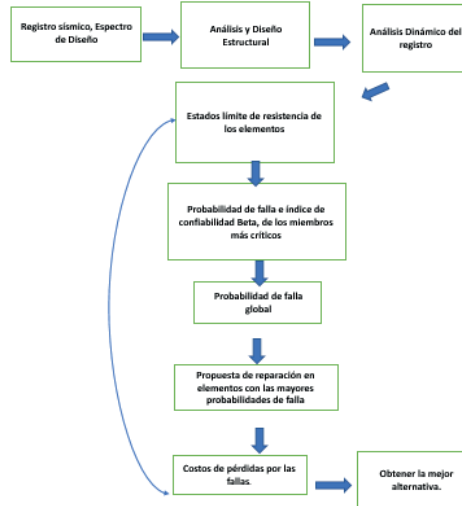 Registro sísmico, Espectro
de Diseño
Análisis y Diseño
Estructural
Análisis Dinámico del
registro
Estados límite de resistencia de
los elementos
Probabilidad de falla e índice de
confiabilidad Beta, de los miembros
más críticos
Probabilidad de falla
global
Propuesta de reparación en
elementos con las mayores
probabilidades de falla
Costos de pérdidas por las
fallas.
Obtener la mejor
alternativa.